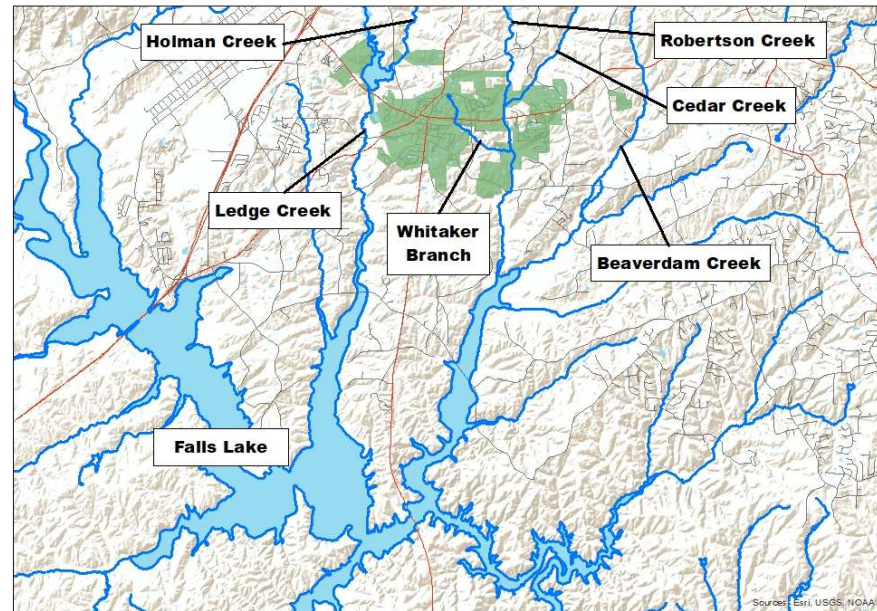 Holman Creek
Robertson Creek
Cedar Creek
Ledge Creek
Whitaker
Branch
Beaverdam Creek
Falls Lake
Sources: Esri, USGS, NOAA